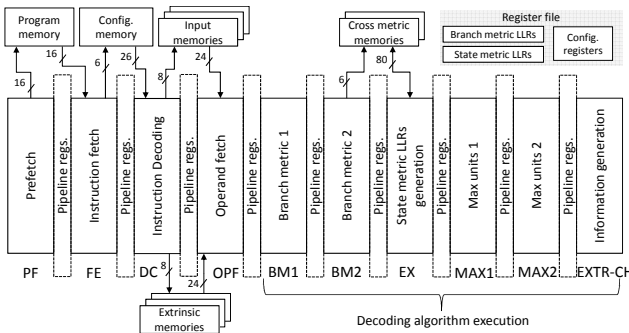 Program
memory
Config.
memory
Input
memories
Cross metric
memories
Register file
Branch metric LLRs
State metric LLRs
Config.
registers
16
16
6
26
8
24
6
80
Prefetch
Pipeline regs.
Instruction fetch
Pipeline regs.
Instruction Decoding
Pipeline regs.
Operand fetch
Pipeline regs.
Branch metric 1
Pipeline regs.
Branch metric 2
Pipeline regs.
State metric LLRs
generation
Pipeline regs.
Max units 1
Pipeline regs.
Max units 2
Pipeline regs.
Information generation
PF
FE
DC
8
24
OPF
BM1
BM2
EX
MAX1
MAX2
EXTR-CH
Extrinsic
memories
Decoding algorithm execution